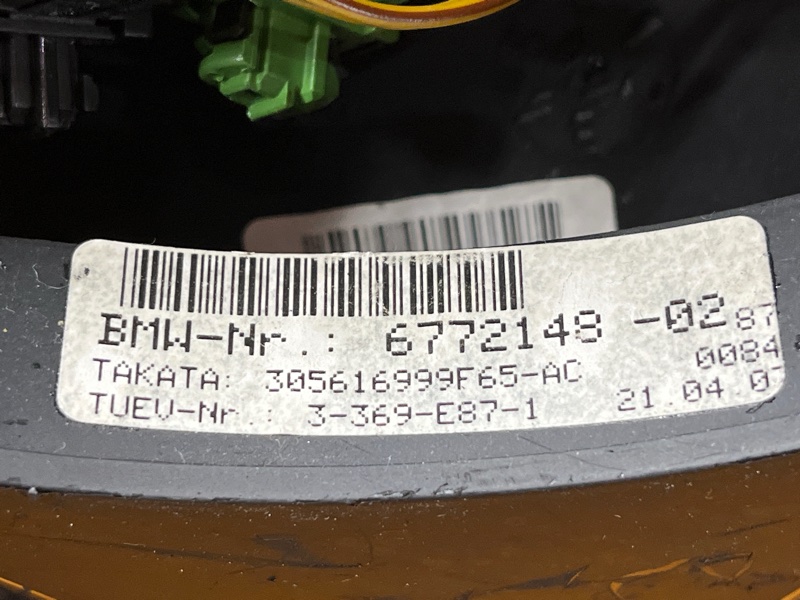 BMW-Nr.: 6772148 -02 87
TAKATA: 305616999F65-AC 0084
TUEV-Nr.: 3-369-E87-1 21.04.0